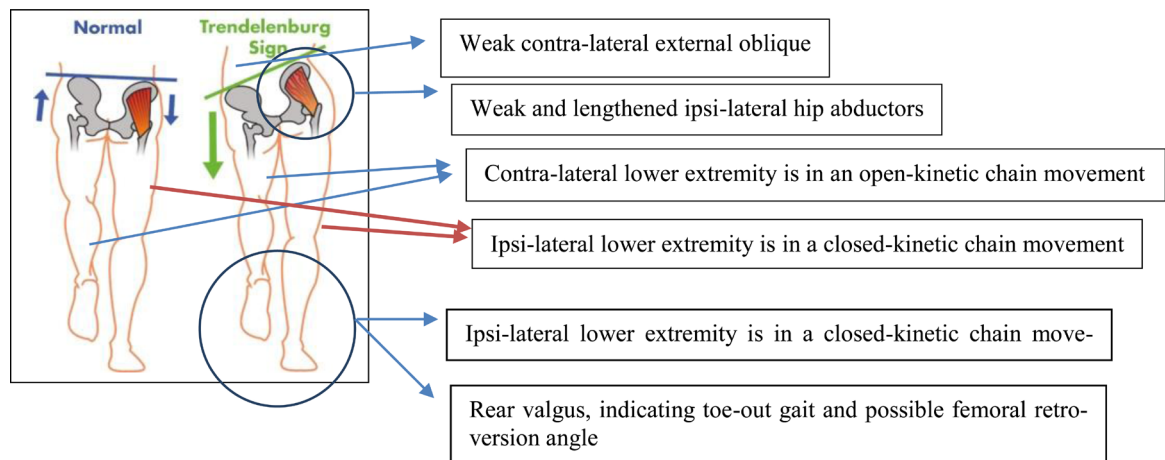 Normal
Trendelenburg
Sign
Weak contra-lateral external oblique
Weak and lengthened ipsi-lateral hip abductors
Contra-lateral lower extremity is in an open-kinetic chain movement
Ipsi-lateral lower extremity is in a closed-kinetic chain movement
Ipsi-lateral lower extremity is in a closed-kinetic chain move-
Rear valgus, indicating toe-out gait and possible femoral retro-
version angle